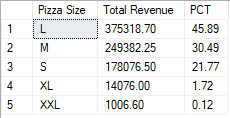 Pizza Size Total Revenue PCT
1 L 375318.70 45.89
2 M 249382.25 30.49
3 S 178076.50 21.77
4 XL 14076.00 1.72
5 XXL 1006.60 0.12